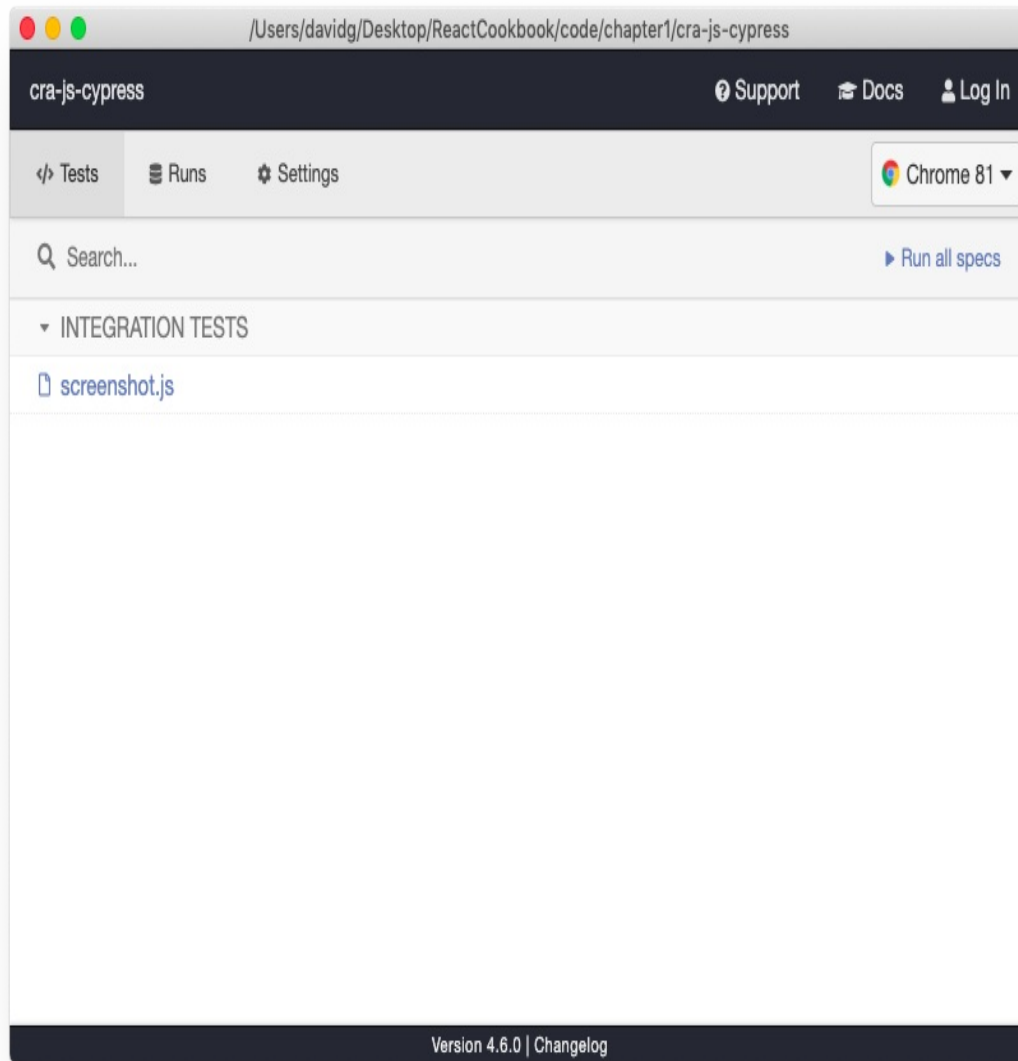 /Users/davidg/Desktop/ReactCookbook/code/chapter1/cra-js-cypress
cra-js-cypress Support Docs Log In
</> Tests Runs Settings Chrome 81
Search... Run all specs
INTEGRATION TESTS
screenshot.js
Version 4.6.0 | Changelog